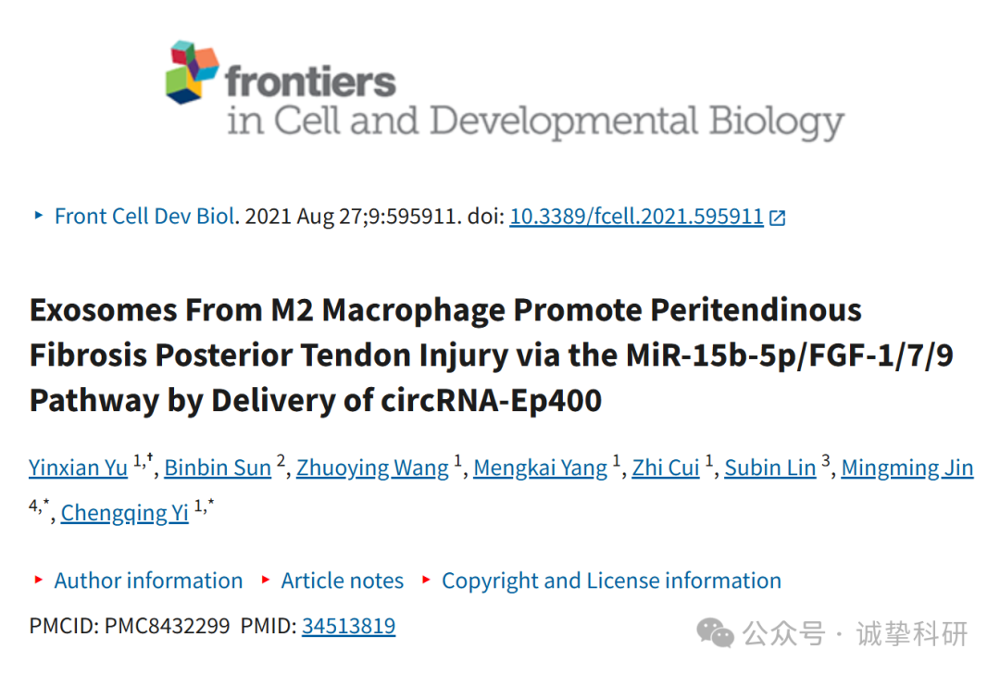 frontiers
in Cell and Developmental Biology
Front Cell Dev Biol. 2021 Aug 27;9:595911. doi: 10.3389/fcell.2021.595911
Exosomes From M2 Macrophage Promote Peritendinous
Fibrosis Posterior Tendon Injury via the MiR-15b-5p/FGF-1/7/9
Pathway by Delivery of circRNA-Ep400
Yinxian Yu 1,†, Binbin Sun 2, Zhuoying Wang 1, Mengkai Yang 1, Zhi Cui 1, Subin Lin 3, Mingming Jin
4,*, Chengqing Yi 1,*
Author information Article notes Copyright and License information
PMCID: PMC8432299 PMID: 34513819
公众号 · 诚挚科研